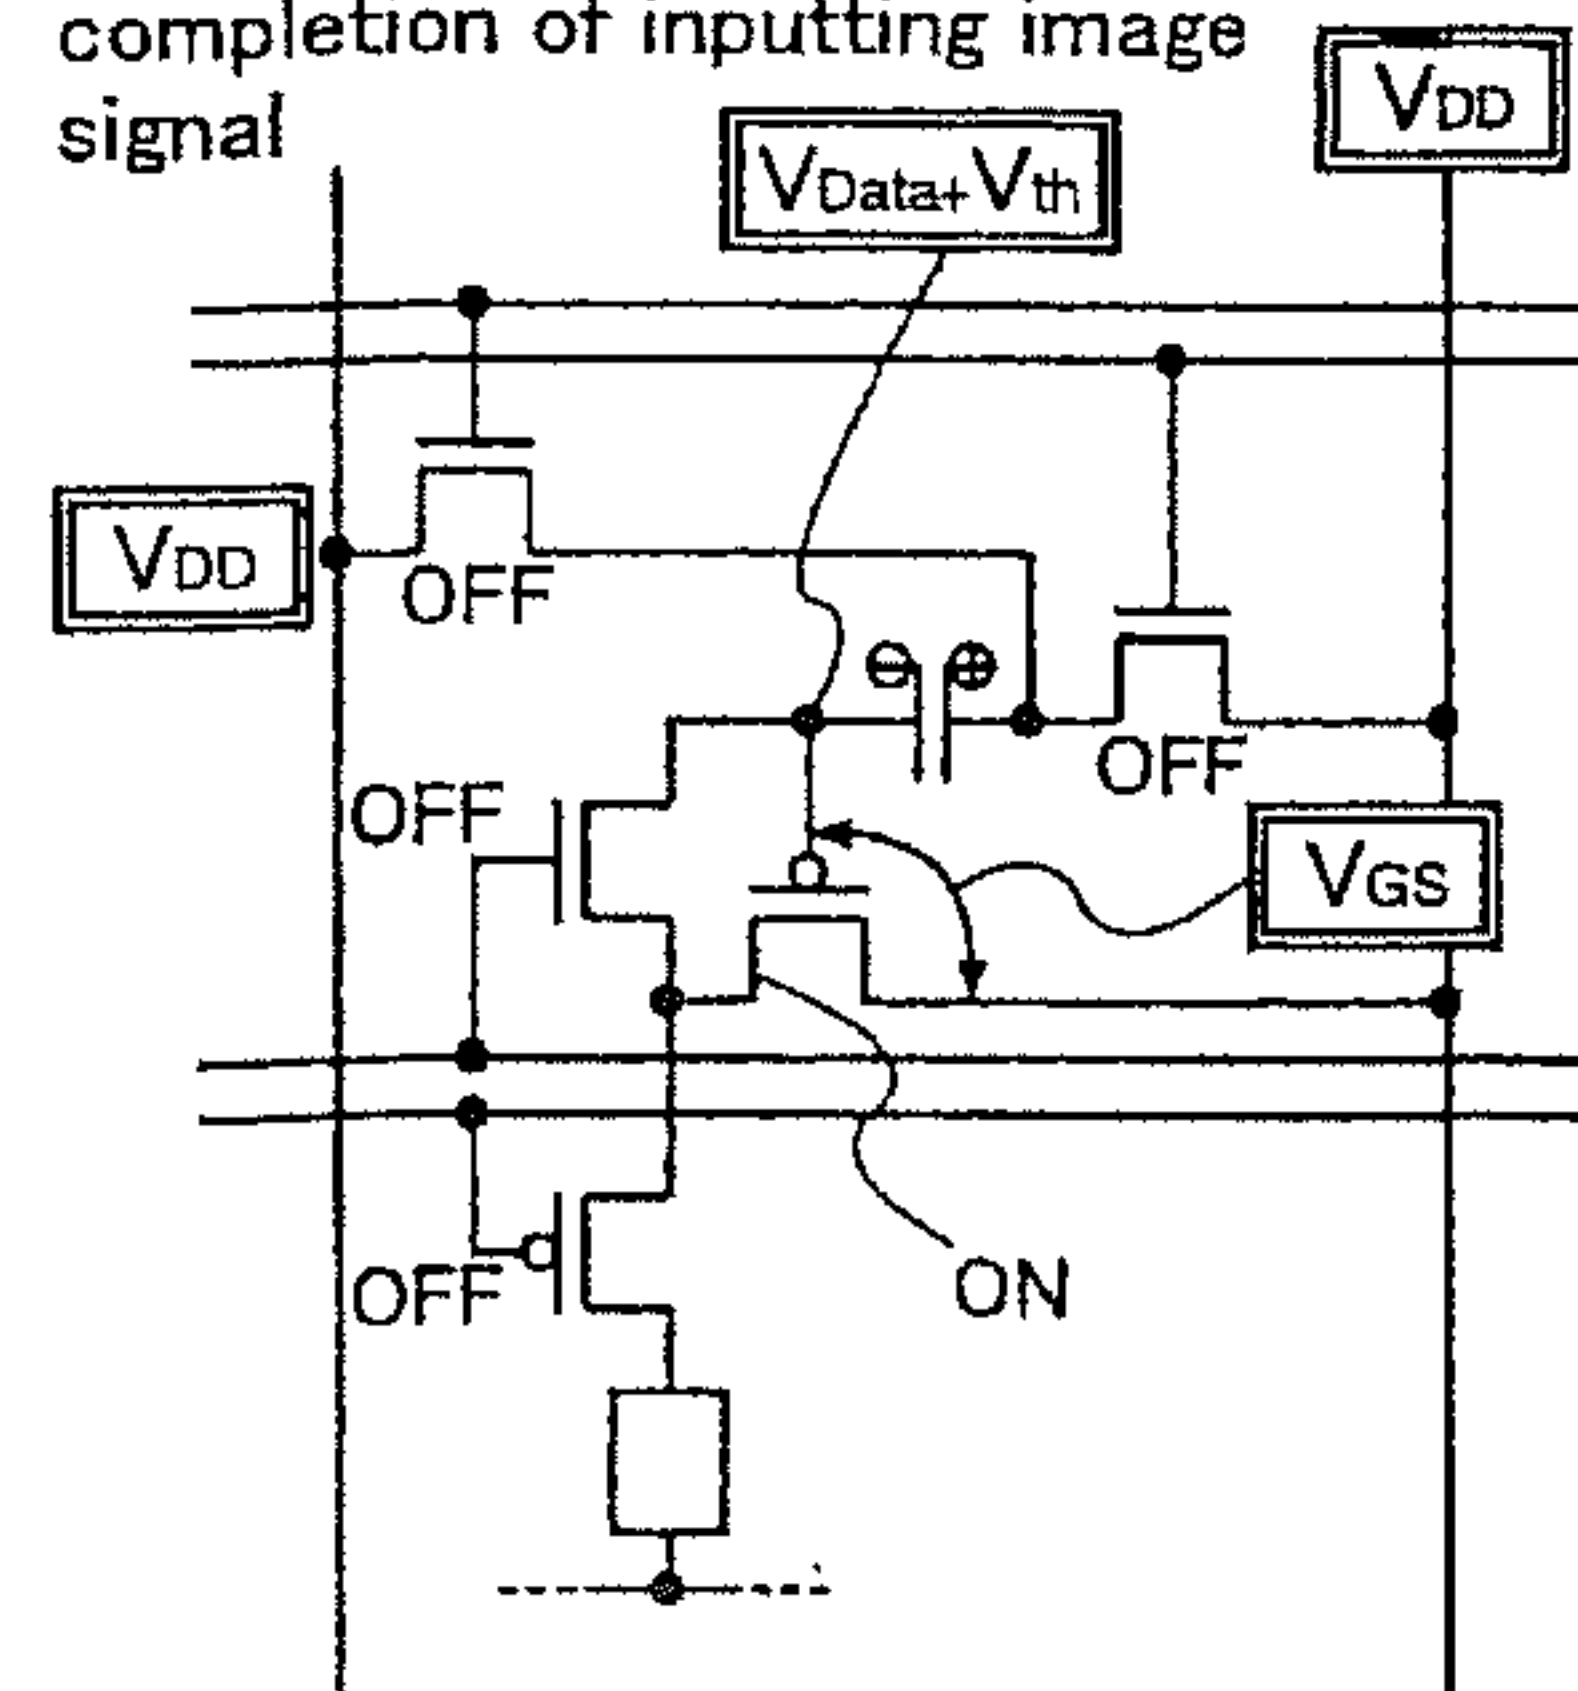 completion of inputting image
signal
VDD
VData+Vth
VDD
OFF
⊖ ⊕
OFF
OFF
VGS
OFF
ON